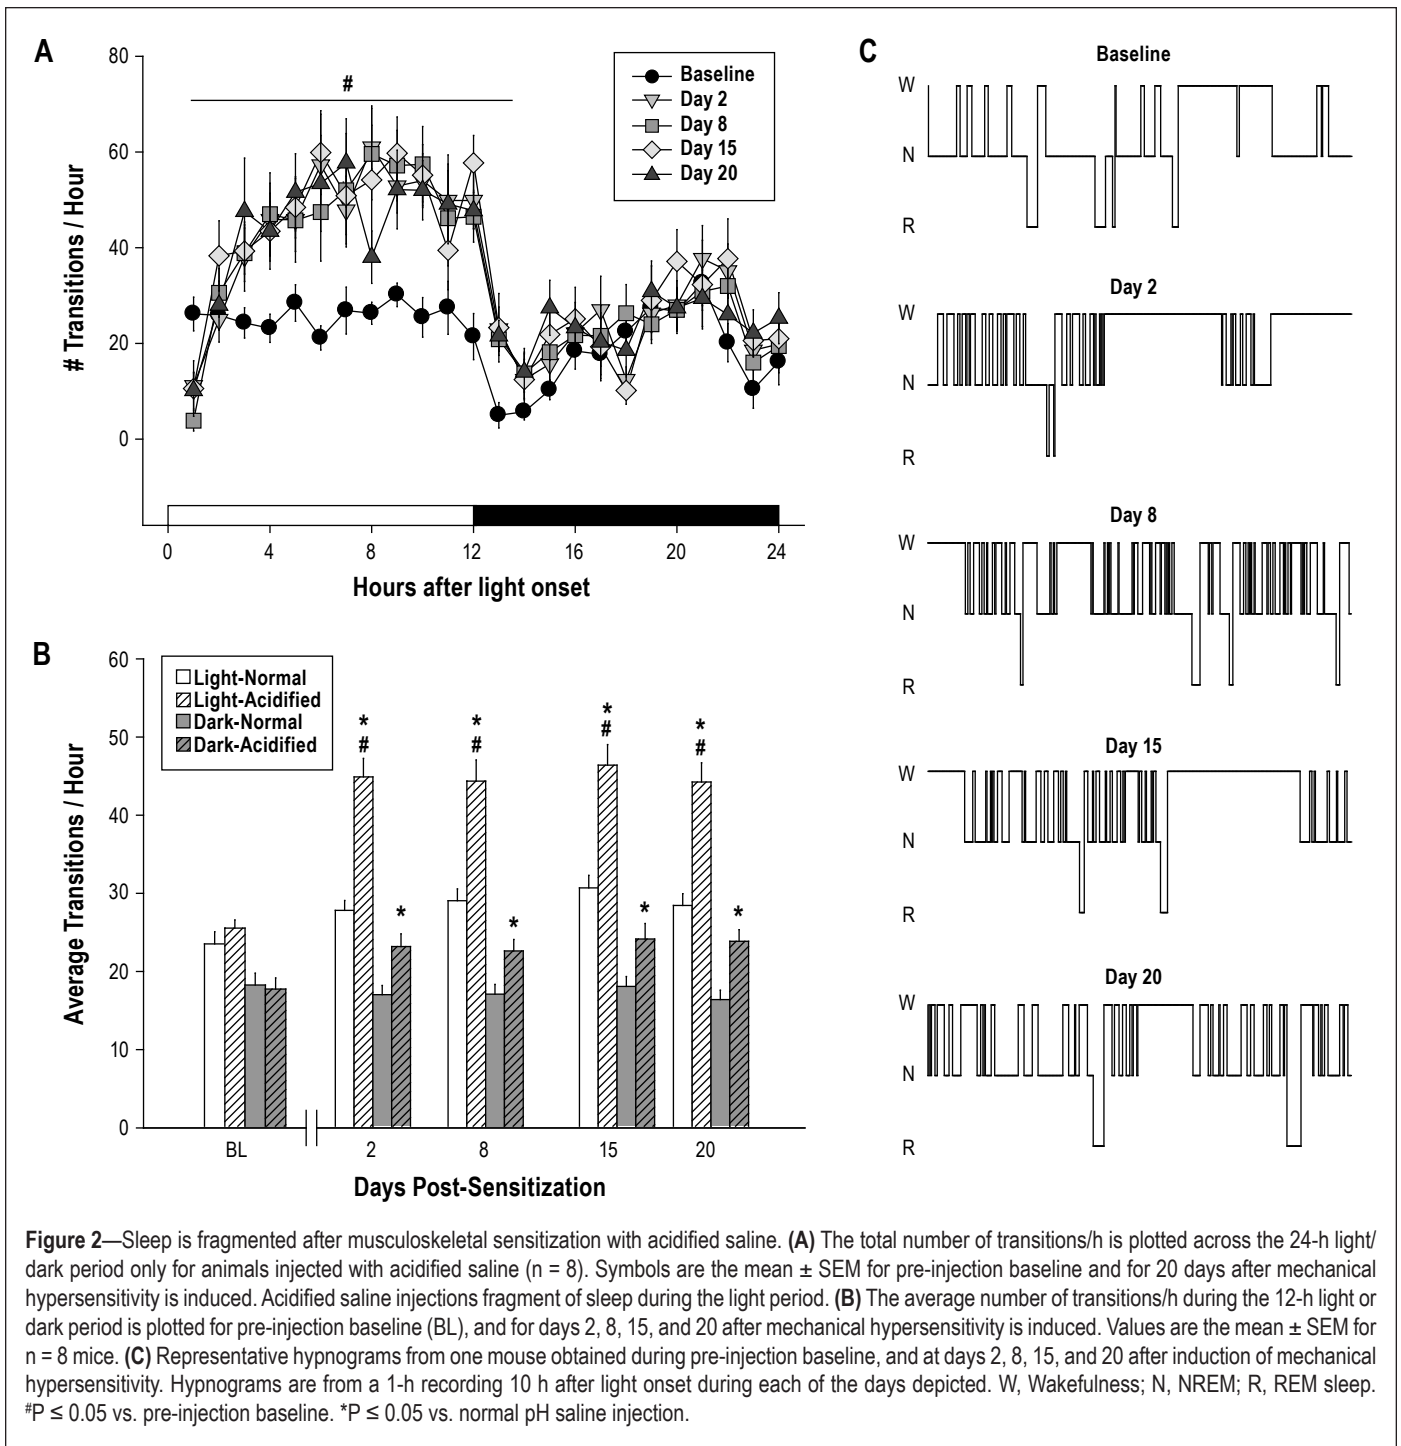 A
80
60
40
20
0
# Transitions / Hour
#
Baseline
Day 2
Day 8
Day 15
Day 20
0 4 8 12 16 20 24
Hours after light onset
B
60
50
40
30
20
10
0
Average Transitions / Hour
Light-Normal
Light-Acidified
Dark-Normal
Dark-Acidified
* * * *
# # # #
* * * *
BL 2 8 15 20
Days Post-Sensitization
C
Baseline
W
N
R
Day 2
W
N
R
Day 8
W
N
R
Day 15
W
N
R
Day 20
W
N
R
Figure 2—Sleep is fragmented after musculoskeletal sensitization with acidified saline. (A) The total number of transitions/h is plotted across the 24-h light/
dark period only for animals injected with acidified saline (n = 8). Symbols are the mean ± SEM for pre-injection baseline and for 20 days after mechanical
hypersensitivity is induced. Acidified saline injections fragment of sleep during the light period. (B) The average number of transitions/h during the 12-h light or
dark period is plotted for pre-injection baseline (BL), and for days 2, 8, 15, and 20 after mechanical hypersensitivity is induced. Values are the mean ± SEM for
n = 8 mice. (C) Representative hypnograms from one mouse obtained during pre-injection baseline, and at days 2, 8, 15, and 20 after induction of mechanical
hypersensitivity. Hypnograms are from a 1-h recording 10 h after light onset during each of the days depicted. W, Wakefulness; N, NREM; R, REM sleep.
#P ≤ 0.05 vs. pre-injection baseline. *P ≤ 0.05 vs. normal pH saline injection.